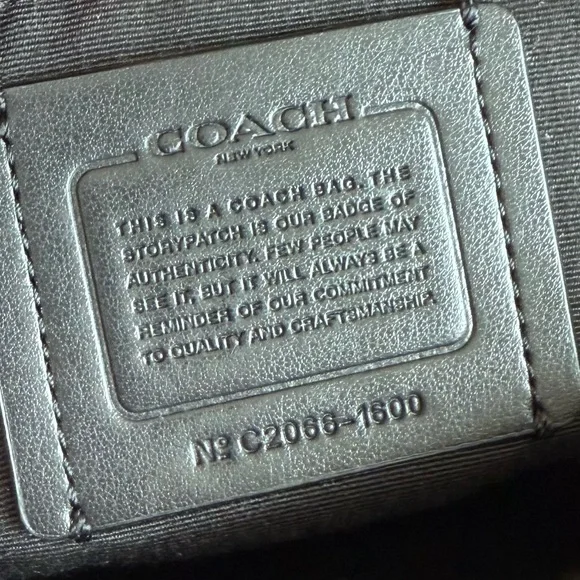 COACH
NEW YORK
THIS IS A COACH BAG. THE
STORYPATCH IS OUR BADGE OF
AUTHENTICITY. FEW PEOPLE MAY
SEE IT, BUT IT WILL ALWAYS BE A
REMINDER OF OUR COMMITMENT
TO QUALITY AND CRAFTSMANSHIP.
Nº C2066-1600